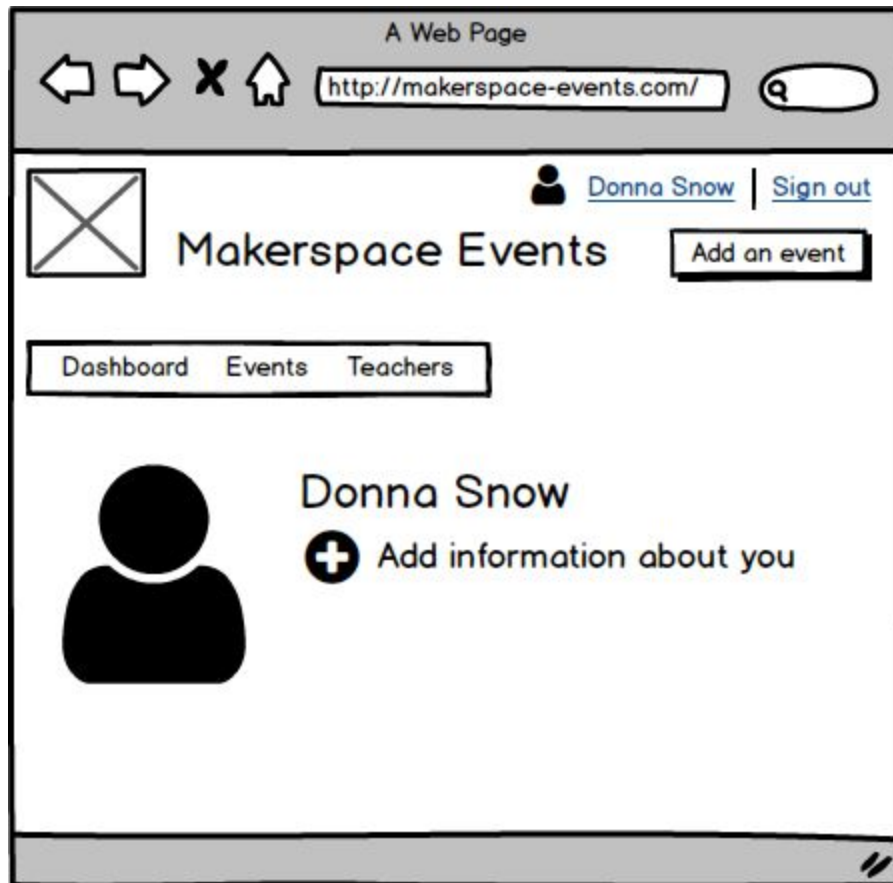 A Web Page
http://makerspace-events.com/
Donna Snow Sign out
Makerspace Events
Add an event
Dashboard Events Teachers
Donna Snow
Add information about you